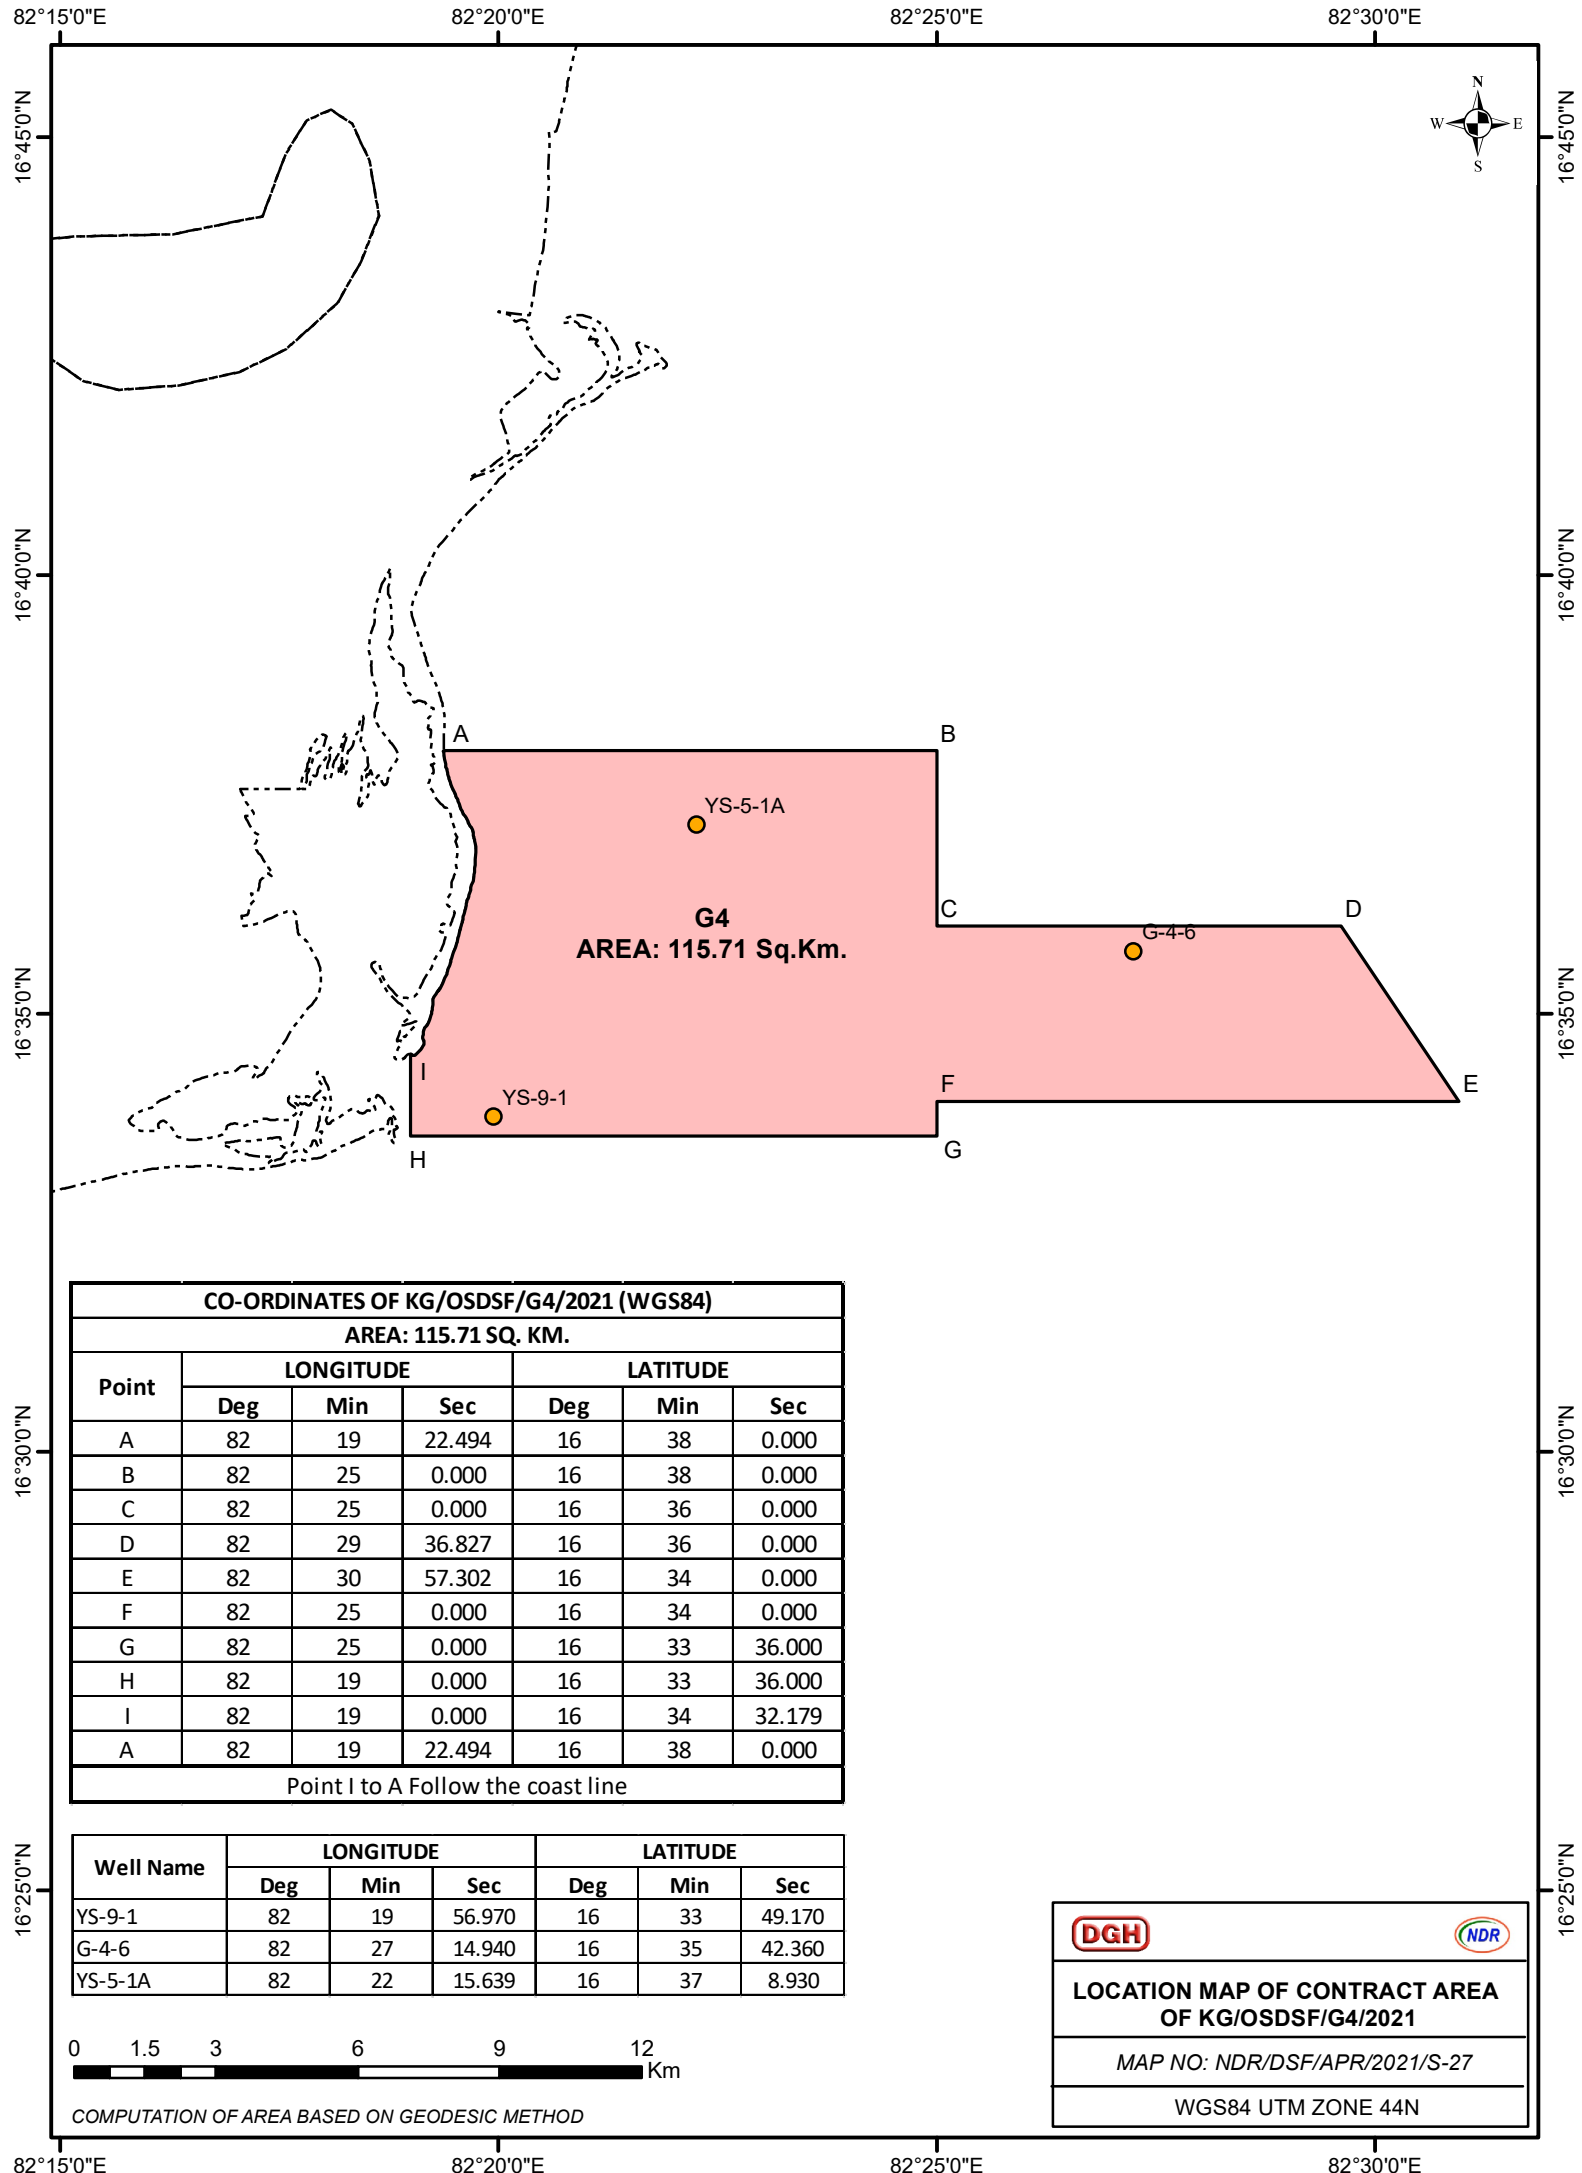 82°15'0"E 82°20'0"E 82°25'0"E 82°30'0"E
N
W E
S
16°45'0"N 16°45'0"N
16°40'0"N 16°40'0"N
A B
YS-5-1A
C D
G4
G-4-6
AREA: 115.71 Sq.Km.
16°35'0"N 16°35'0"N
I F E
YS-9-1
H G
CO-ORDINATES OF KG/OSDSF/G4/2021 (WGS84)
AREA: 115.71 SQ. KM.
Point LONGITUDE LATITUDE
Deg Min Sec Deg Min Sec
A 82 19 22.494 16 38 0.000
B 82 25 0.000 16 38 0.000
C 82 25 0.000 16 36 0.000
D 82 29 36.827 16 36 0.000
E 82 30 57.302 16 34 0.000
F 82 25 0.000 16 34 0.000
G 82 25 0.000 16 33 36.000
H 82 19 0.000 16 33 36.000
I 82 19 0.000 16 34 32.179
A 82 19 22.494 16 38 0.000
Point I to A Follow the coast line
16°30'0"N 16°30'0"N
Well Name LONGITUDE LATITUDE
Deg Min Sec Deg Min Sec
YS-9-1 82 19 56.970 16 33 49.170
G-4-6 82 27 14.940 16 35 42.360
YS-5-1A 82 22 15.639 16 37 8.930
16°25'0"N 16°25'0"N
0 1.5 3 6 9 12
Km
COMPUTATION OF AREA BASED ON GEODESIC METHOD
DGH NDR
LOCATION MAP OF CONTRACT AREA
OF KG/OSDSF/G4/2021
MAP NO: NDR/DSF/APR/2021/S-27
WGS84 UTM ZONE 44N
82°15'0"E 82°20'0"E 82°25'0"E 82°30'0"E